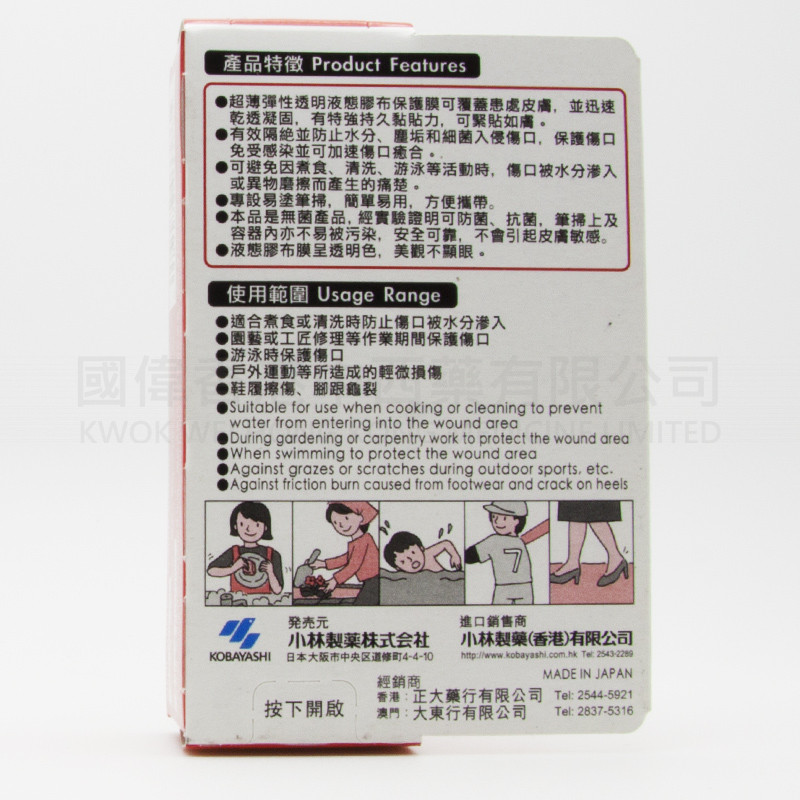 產品特徵 Product Features
●超薄彈性透明液態膠布保護膜可覆蓋患處皮膚，並迅速
乾透凝固，有特強持久黏貼力，可緊貼如膚。
●有效隔絶並防止水分、塵垢和細菌入侵傷口，保護傷口
免受感染並可加速傷口癒合。
●可避免因煮食、清洗、游泳等活動時，傷口被水分滲入
或異物磨擦而產生的痛楚。
●專設易塗筆掃，簡單易用，方便攜帶。
●本品是無菌產品，經實驗證明可防菌、抗菌，筆掃上及
容器內亦不易被污染，安全可靠，不會引起皮膚敏感。
●液態膠布膜呈透明色，美觀不顯眼。
使用範圍 Usage Range
●適合煮食或清洗時防止傷口被水分滲入
●園藝或工匠修理等作業期間保護傷口
●游泳時保護傷口
●戶外運動等所造成的輕微損傷
●鞋履擦傷、腳跟龜裂
●Suitable for use when cooking or cleaning to prevent
water from entering into the wound area
●During gardening or carpentry work to protect the wound area
●When swimming to protect the wound area
●Against grazes or scratches during outdoor sports, etc.
●Against friction burn caused from footwear and crack on heels
7
KOBAYASHI
発売元
小林製薬株式会社
日本大阪市中央区道修町4-4-10
進口銷售商
小林製藥(香港)有限公司
http://www.kobayashi.com.hk Tel: 2543-2289
MADE IN JAPAN
經銷商
香港：正大藥行有限公司 Tel: 2544-5921
澳門：大東行有限公司 Tel: 2837-5316
按下開啟